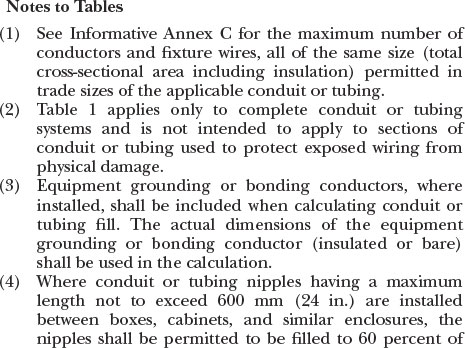 Notes to Tables
(1) See Informative Annex C for the maximum number of
conductors and fixture wires, all of the same size (total
cross-sectional area including insulation) permitted in
trade sizes of the applicable conduit or tubing.
(2) Table 1 applies only to complete conduit or tubing
systems and is not intended to apply to sections of
conduit or tubing used to protect exposed wiring from
physical damage.
(3) Equipment grounding or bonding conductors, where
installed, shall be included when calculating conduit or
tubing fill. The actual dimensions of the equipment
grounding or bonding conductor (insulated or bare)
shall be used in the calculation.
(4) Where conduit or tubing nipples having a maximum
length not to exceed 600 mm (24 in.) are installed
between boxes, cabinets, and similar enclosures, the
nipples shall be permitted to be filled to 60 percent of